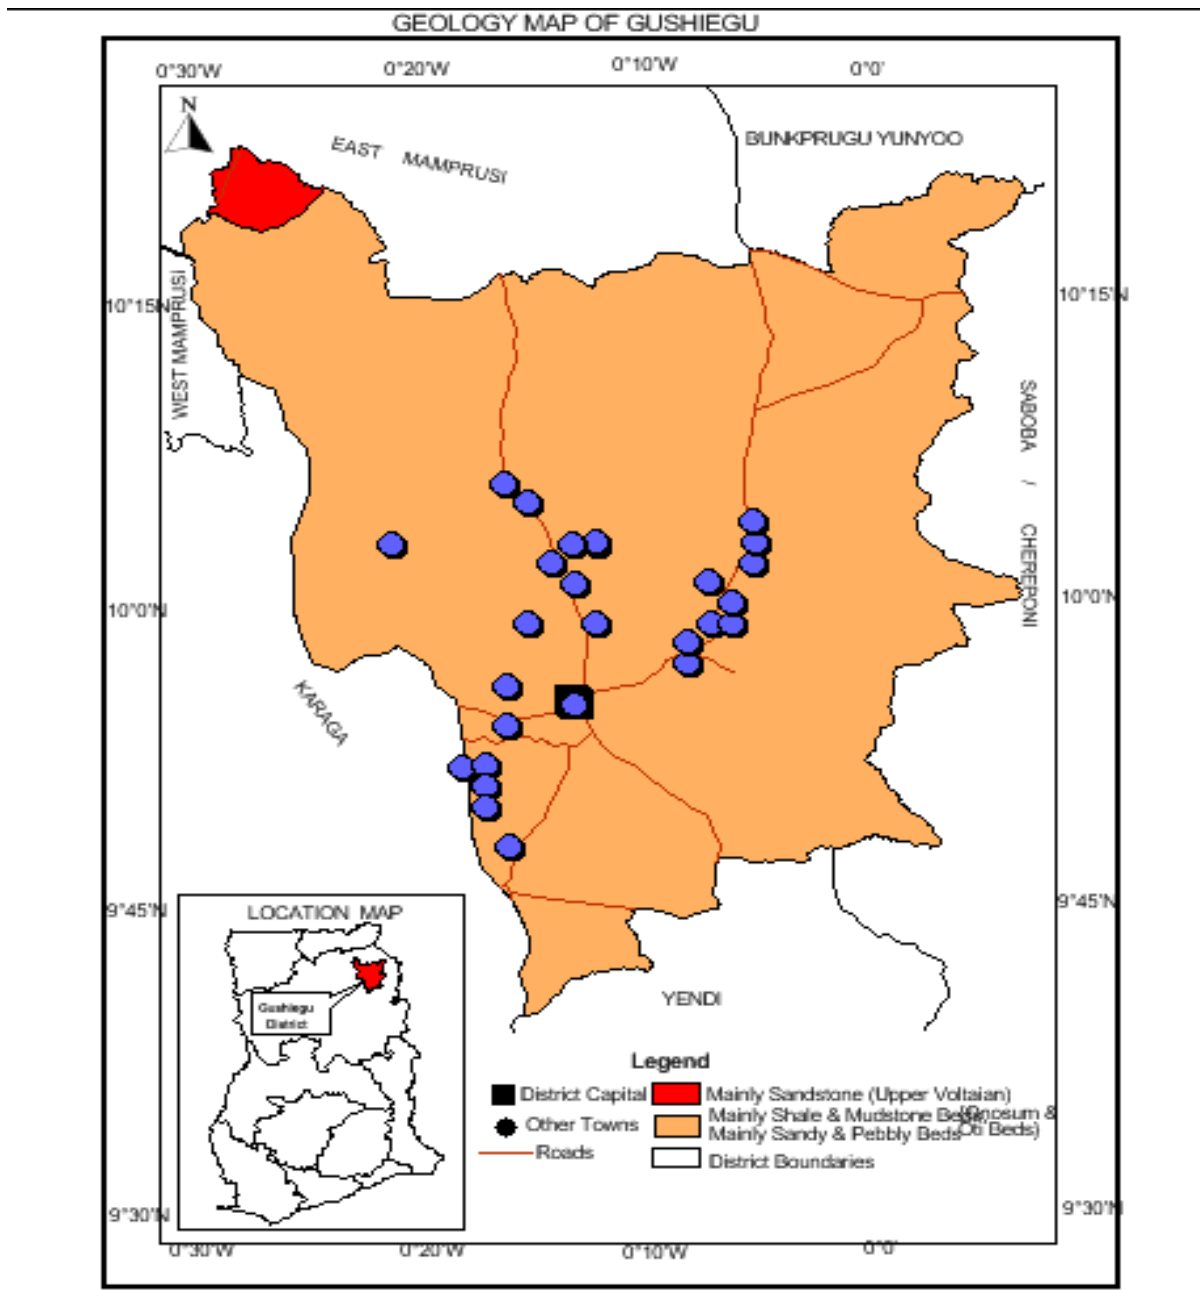 GEOLOGY MAP OF GUSHIEGU
0°30'W 0°20'W 0°10'W 0°0'
N
EAST MAMPRUSI
BUNKPRUGU YUNYOO
WEST MAMPRUSI
10°15'N 10°15'N
SABOBA / CHEREPONI
10°0'N 10°0'N
KARAGA
9°45'N 9°45'N
LOCATION MAP
Gushiegu
District
YENDI
Legend
District Capital Mainly Sandstone (Upper Voltaian)
Other Towns Mainly Shale & Mudstone Beds
Mainly Sandy & Pebbly Beds
Oti Beds)
Roads
District Boundaries
9°30'N 9°30'N
0°30'W 0°20'W 0°10'W 0°0'